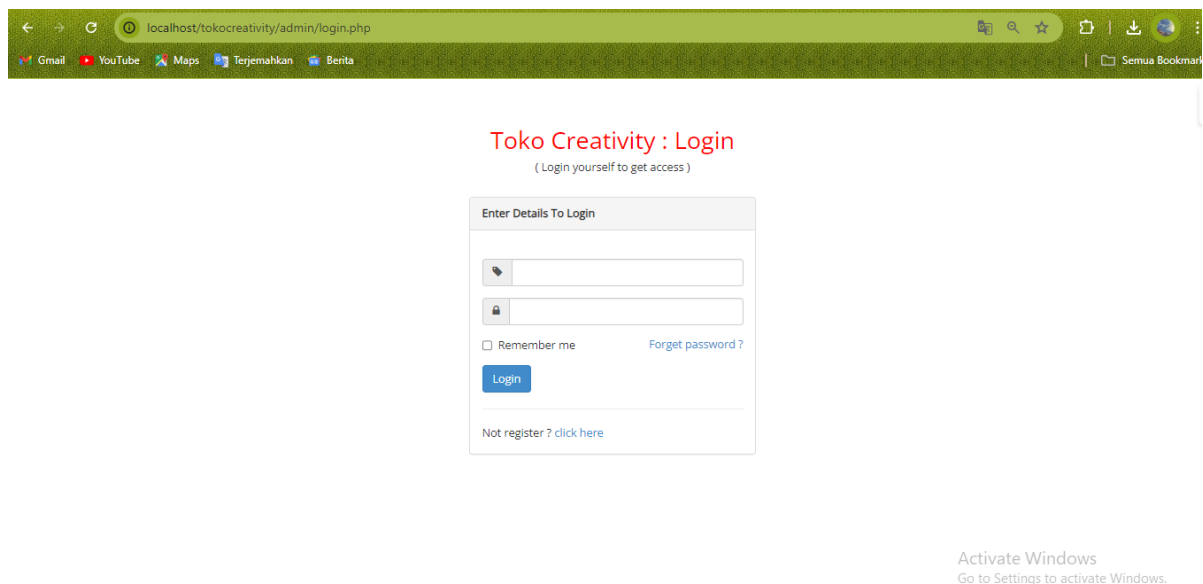 localhost/tokocreativity/admin/login.php
Gmail YouTube Maps Terjemahkan Berita Semua Bookmark
Toko Creativity : Login
( Login yourself to get access )
Enter Details To Login
Remember me Forget password ?
Login
Not register ? click here
Activate Windows
Go to Settings to activate Windows.